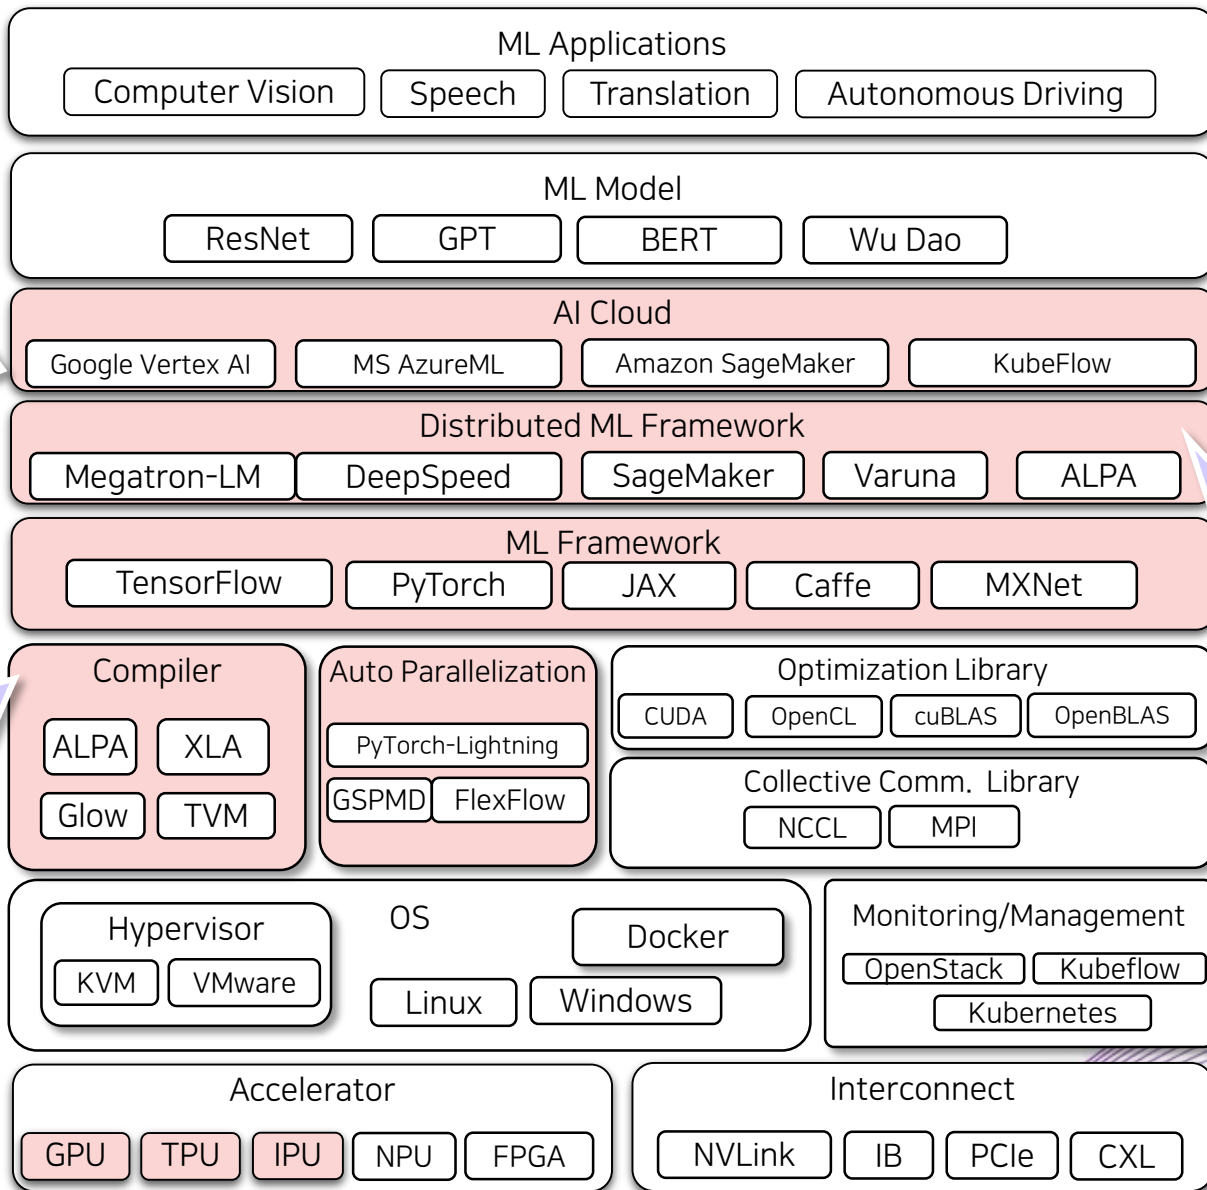 ML Applications
Computer Vision Speech Translation Autonomous Driving
ML Model
ResNet GPT BERT Wu Dao
AI Cloud
Google Vertex AI MS AzureML Amazon SageMaker KubeFlow
Distributed ML Framework
Megatron-LM DeepSpeed SageMaker Varuna ALPA
ML Framework
TensorFlow PyTorch JAX Caffe MXNet
Compiler
ALPA XLA
Glow TVM
Auto Parallelization
PyTorch-Lightning
GSPMD FlexFlow
Optimization Library
CUDA OpenCL cuBLAS OpenBLAS
Collective Comm. Library
NCCL MPI
Hypervisor
KVM VMware
OS
Docker
Linux Windows
Monitoring/Management
OpenStack Kubeflow
Kubernetes
Accelerator
GPU TPU IPU NPU FPGA
Interconnect
NVLink IB PCIe CXL